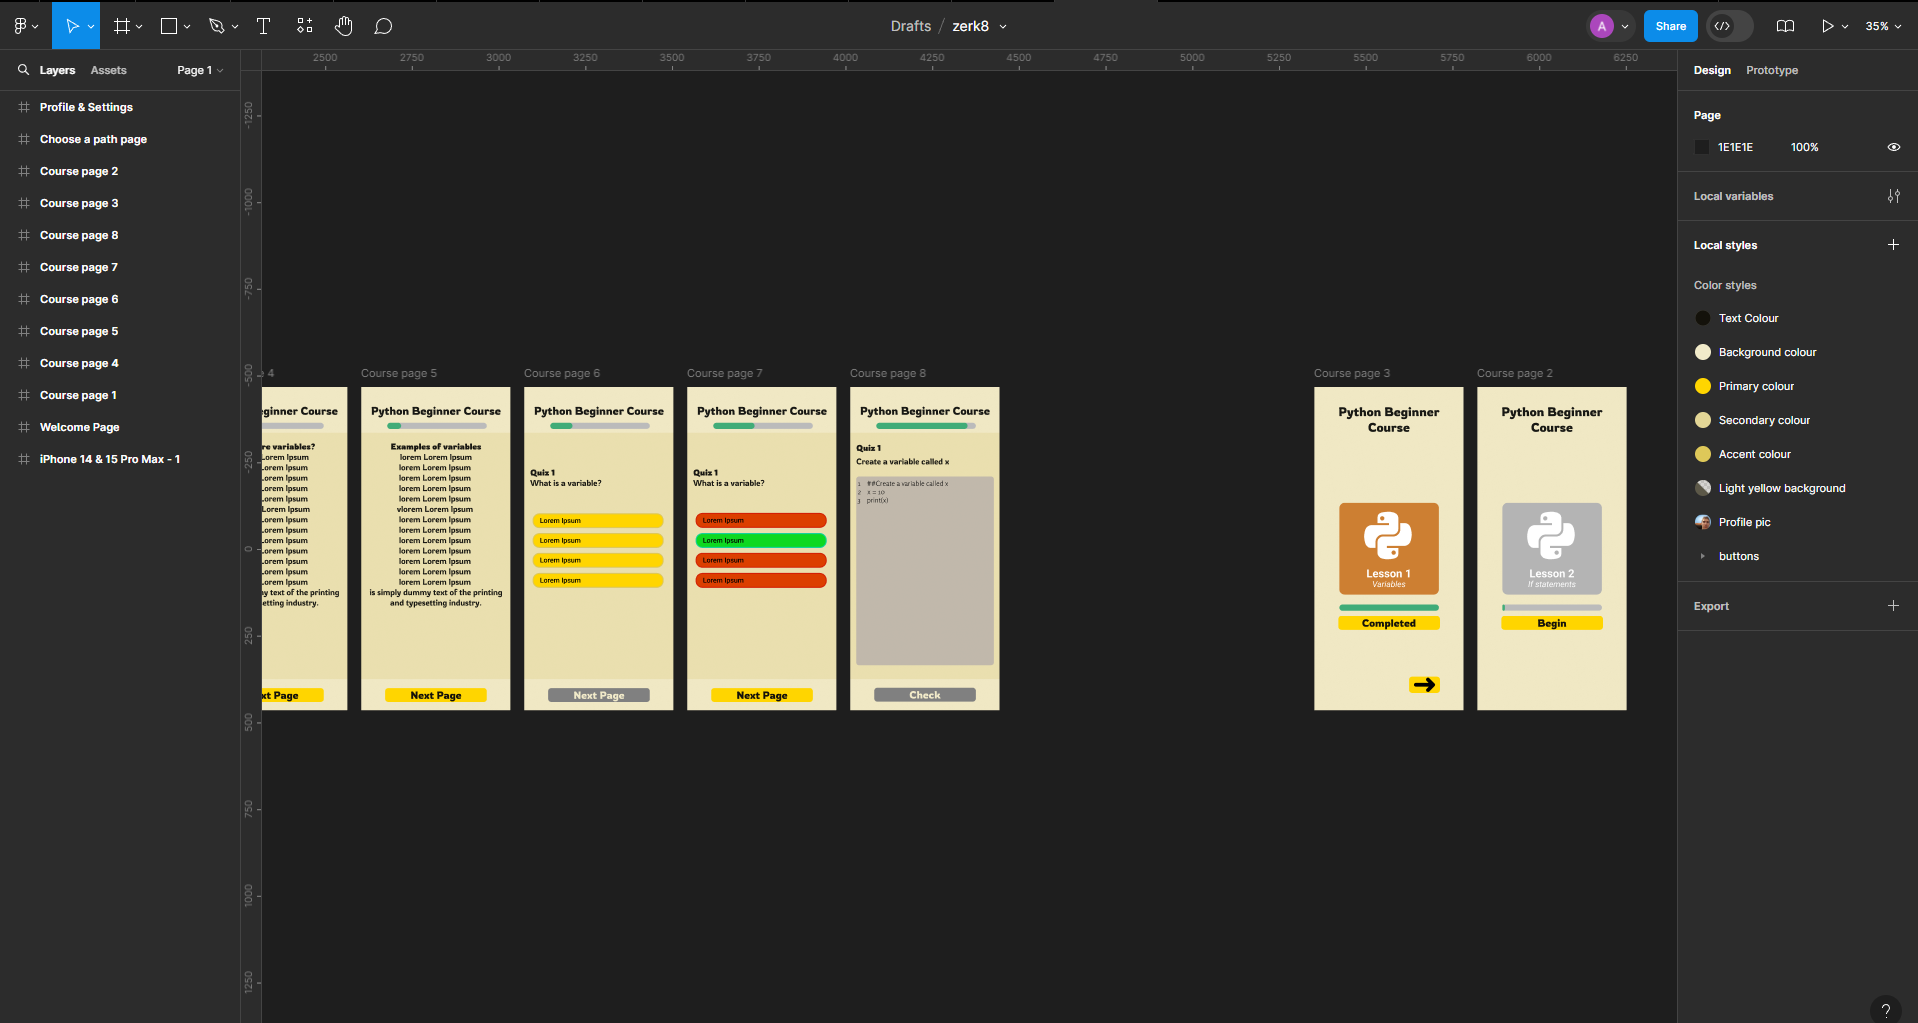 Drafts / zerk8
A
Share
35%
Layers
Assets
Page 1
Profile & Settings
Choose a path page
Course page 2
Course page 3
Course page 8
Course page 7
Course page 6
Course page 5
Course page 4
Course page 1
Welcome Page
iPhone 14 & 15 Pro Max - 1
2500 2750 3000 3250 3500 3750 4000 4250 4500 4750 5000 5250 5500 5750 6000 6250
-1250
-1000
-750
-500
-250
0
250
500
750
1000
1250
4
eginner Course
re variables?
.orem Ipsum
.orem Ipsum
.orem Ipsum
.orem Ipsum
.orem Ipsum
.orem Ipsum
.orem Ipsum
.orem Ipsum
.orem Ipsum
.orem Ipsum
.orem Ipsum
.orem Ipsum
.orem Ipsum
y text of the printing
etting industry.
xt Page
Course page 5
Python Beginner Course
Examples of variables
lorem Lorem Ipsum
lorem Lorem Ipsum
lorem Lorem Ipsum
lorem Lorem Ipsum
lorem Lorem Ipsum
vlorem Lorem Ipsum
lorem Lorem Ipsum
lorem Lorem Ipsum
lorem Lorem Ipsum
lorem Lorem Ipsum
lorem Lorem Ipsum
lorem Lorem Ipsum
lorem Lorem Ipsum
is simply dummy text of the printing
and typesetting industry.
Next Page
Course page 6
Python Beginner Course
Quiz 1
What is a variable?
Lorem Ipsum
Lorem Ipsum
Lorem Ipsum
Lorem Ipsum
Next Page
Course page 7
Python Beginner Course
Quiz 1
What is a variable?
Lorem Ipsum
Lorem Ipsum
Lorem Ipsum
Lorem Ipsum
Next Page
Course page 8
Python Beginner Course
Quiz 1
Create a variable called x
1 ##Create a variable called x
2 x = 10
3 print(x)
Check
Course page 3
Python Beginner
Course
Lesson 1
Variables
Completed
Course page 2
Python Beginner
Course
Lesson 2
If statements
Begin
Design
Prototype
Page
1E1E1E 100%
Local variables
Local styles
Color styles
Text Colour
Background colour
Primary colour
Secondary colour
Accent colour
Light yellow background
Profile pic
buttons
Export
?